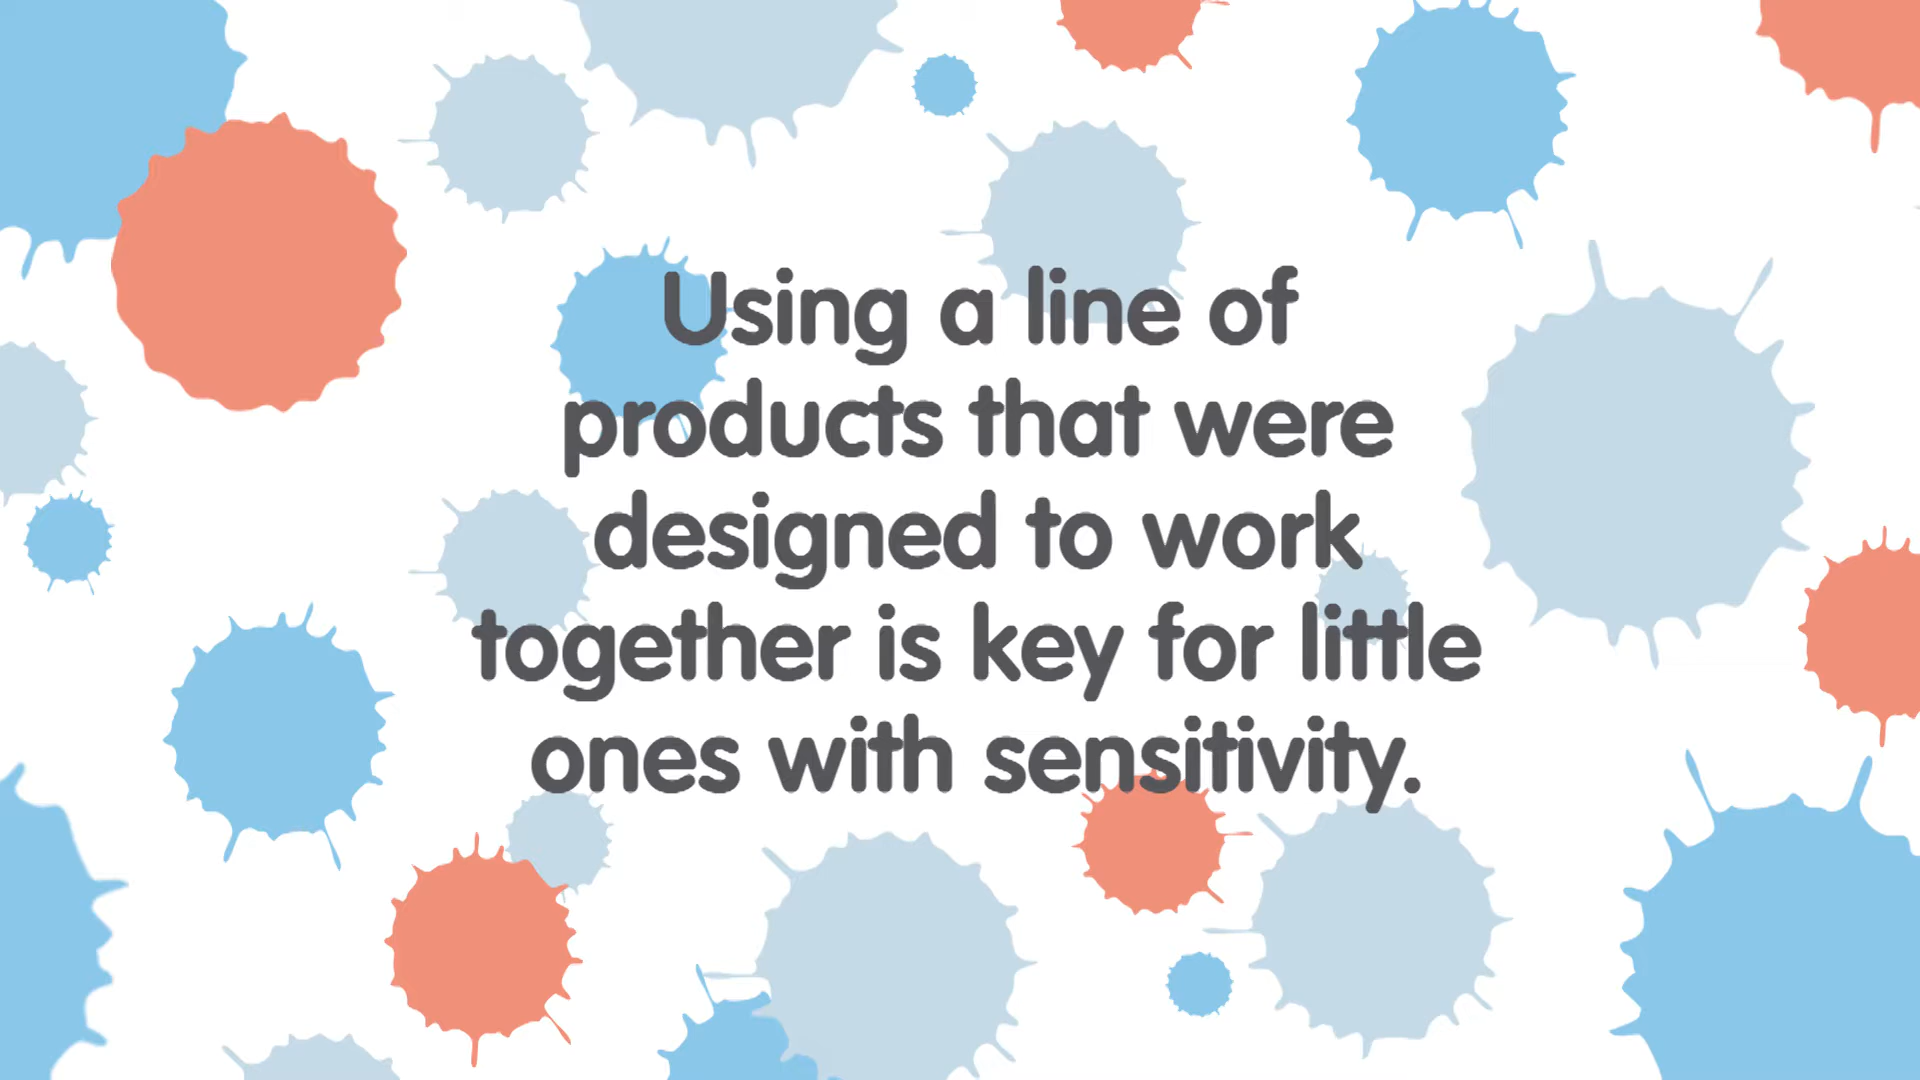 Using a line of
products that were
designed to work
together is key for little
ones with sensitivity.